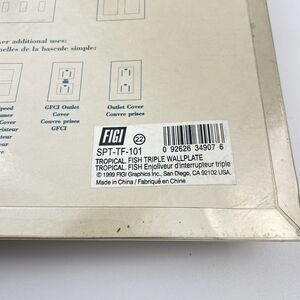 ker additional uses:
elles de la bascule simple:
GFCI Outlet
Cover
Couvre prises
GFCI
Outlet
Cover
Couvre prises
FIGI
22
SPT-TF-101
0 92626 34907 6
TROPICAL FISH TRIPLE WALLPLATE
TROPICAL FISH Enjoliveur d'interrupteur triple
© 1999 FIGI Graphics Inc., San Diego, CA 92102 USA.
Made in China / Fabriqué en Chine